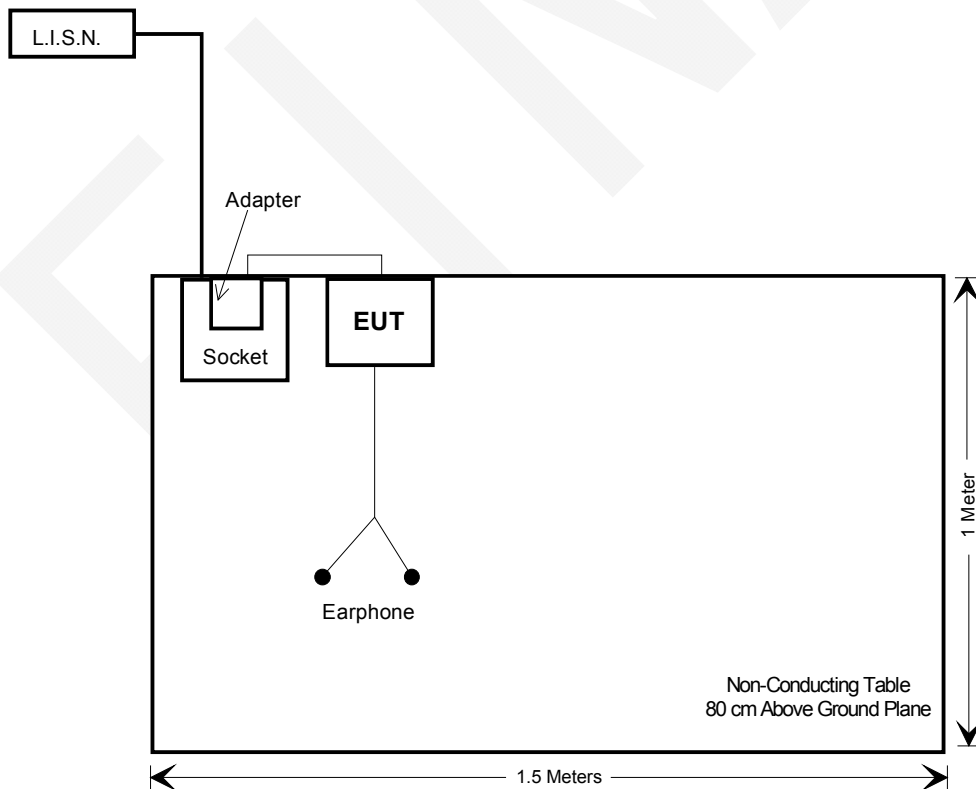 L.I.S.N.
Adapter
EUT
Socket
1 Meter
Earphone
Non-Conducting Table
80 cm Above Ground Plane
1.5 Meters